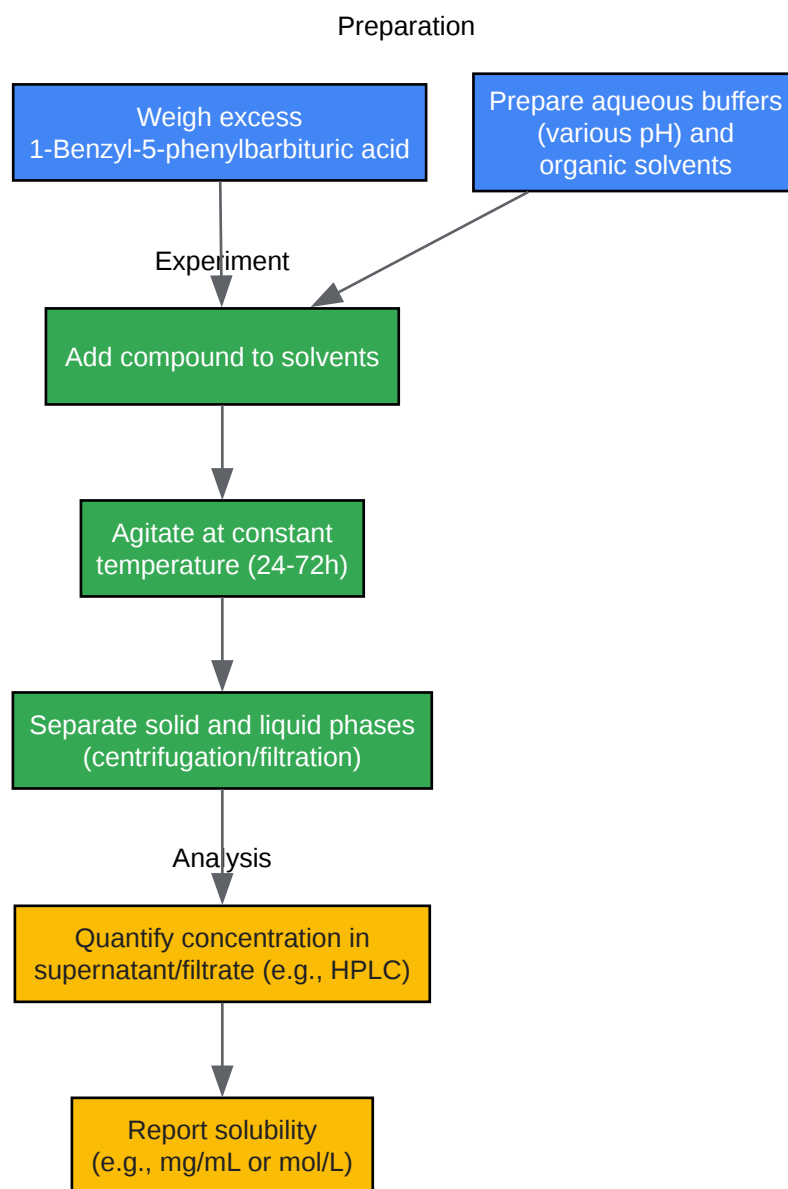 Preparation
Weigh excess
1-Benzyl-5-phenylbarbituric acid
Prepare aqueous buffers
(various pH) and
organic solvents
Experiment
Add compound to solvents
Agitate at constant
temperature (24-72h)
Separate solid and liquid phases
(centrifugation/filtration)
Analysis
Quantify concentration in
supernatant/filtrate (e.g., HPLC)
Report solubility
(e.g., mg/mL or mol/L)